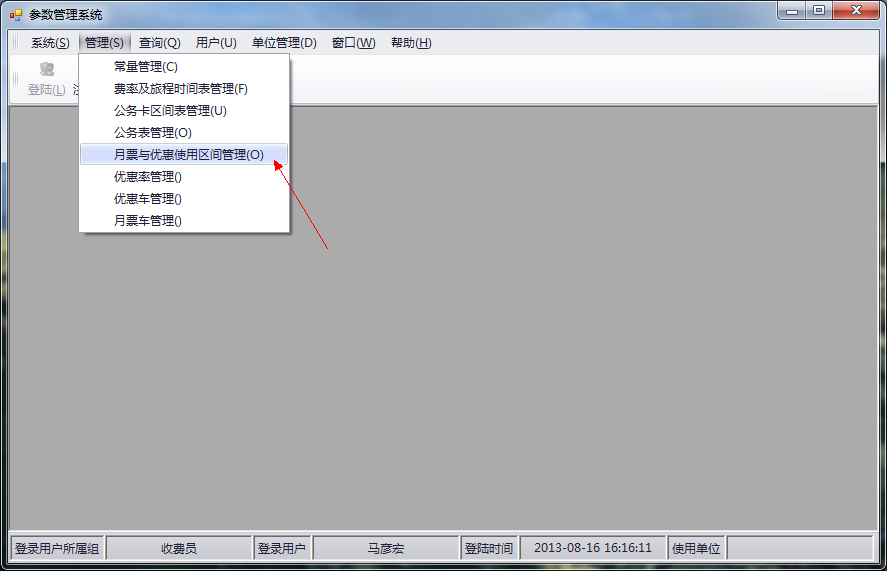 参数管理系统
系统(S) 管理(S) 查询(Q) 用户(U) 单位管理(D) 窗口(W) 帮助(H)
登陆(L)
常量管理(C)
费率及旅程时间表管理(F)
公务卡区间表管理(U)
公务表管理(O)
月票与优惠使用区间管理(O)
优惠率管理()
优惠车管理()
月票车管理()
登录用户所属组 收费员 登录用户 马彦宏 登陆时间 2013-08-16 16:16:11 使用单位